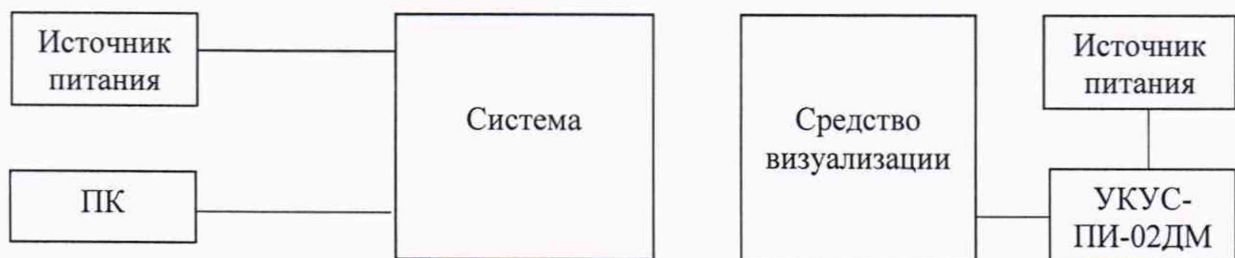 Источник
питания
ПК
Система
Средство
визуализации
Источник
питания
УКУС-
ПИ-02ДМ